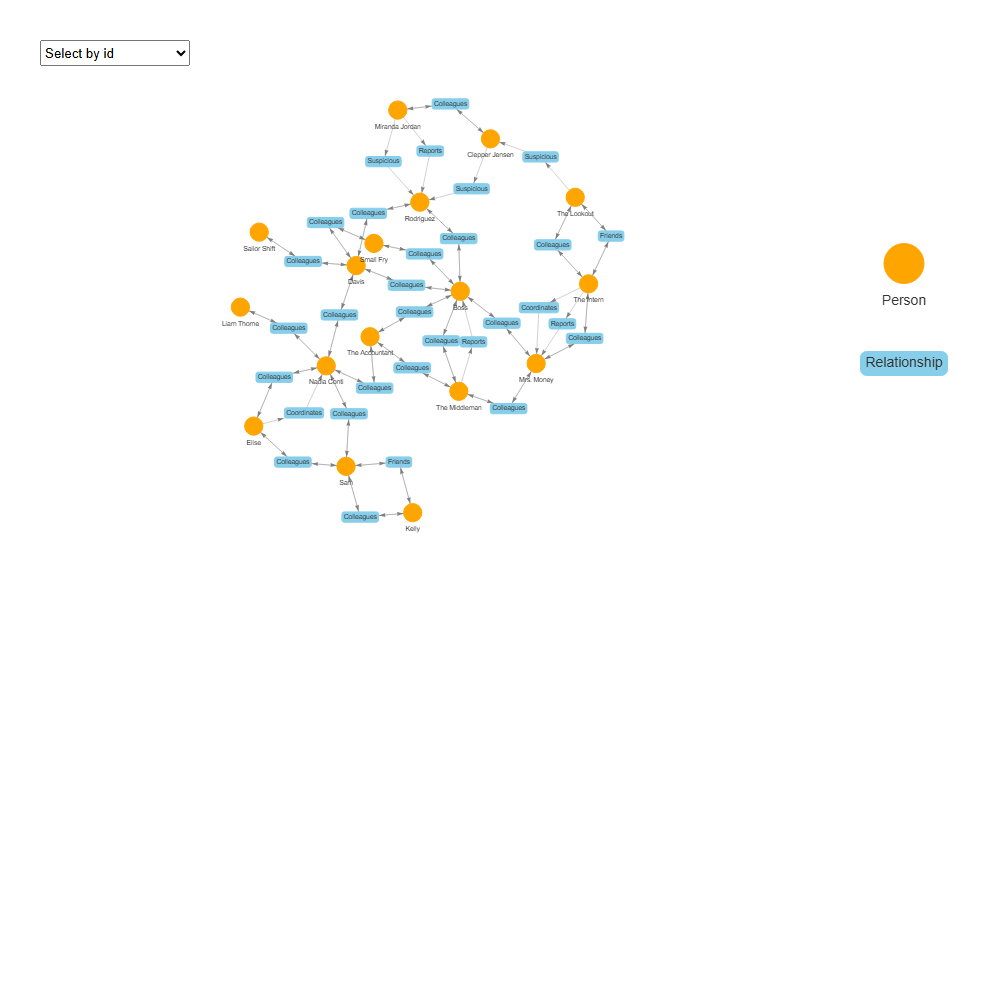 Select by id
Colleagues
Miranda Jordan
Reports
Clepper Jensen
Suspicious
Suspicious
Suspicious
The Lookout
Colleagues
Rodriguez
Colleagues
Sailor Shift
Colleagues
Friends
Colleagues
Colleagues
Small Fry
Colleagues
Davis
Colleagues
The Intern
Person
Boss
Coordinates
Colleagues
Colleagues
Liam Thorne
Colleagues
Colleagues
Reports
Colleagues
Colleagues
Reports
The Accountant
Colleagues
Relationship
Colleagues
Nadia Conti
Mrs. Money
Colleagues
Colleagues
The Middleman
Colleagues
Coordinates
Colleagues
Elise
Colleagues
Friends
Sam
Colleagues
Kelly